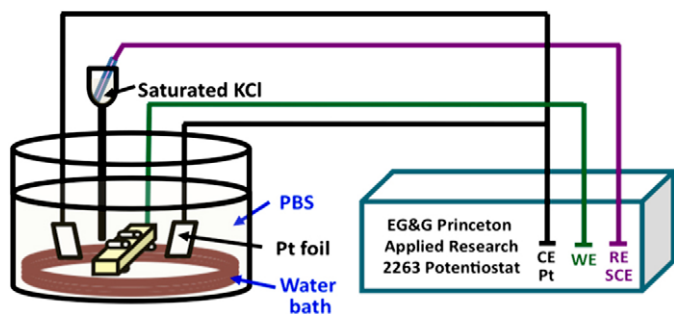 Saturated KCl
PBS
Pt foil
Water
bath
EG&G Princeton
Applied Research
2263 Potentiostat
CE
Pt
WE
RE
SCE